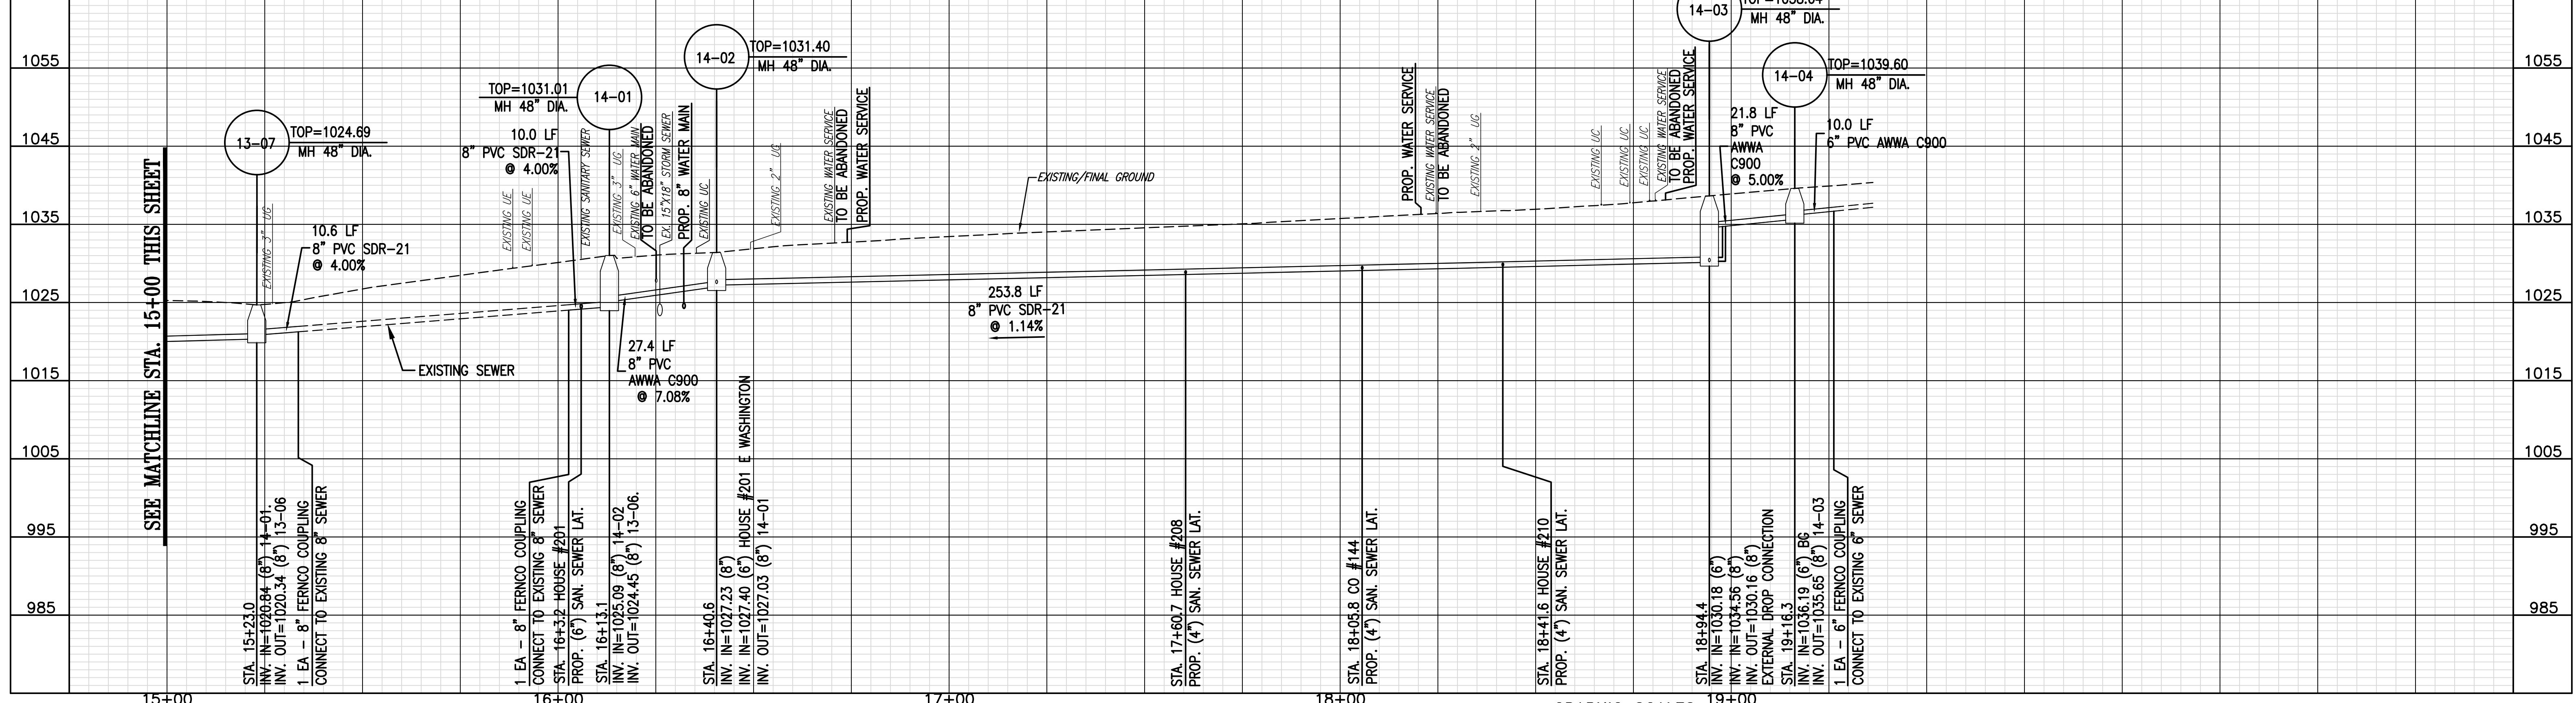 1055
1045
1035
1025
1015
1005
995
985
SEE MATCHLINE STA. 15+00 THIS SHEET
13-07
TOP=1024.69
MH 48" DIA.
EXISTING 3" UG
10.6 LF
8" PVC SDR-21
@ 4.00%
EXISTING SEWER
EXISTING UE
EXISTING UE
TOP=1031.01
MH 48" DIA.
14-01
10.0 LF
8" PVC SDR-21
@ 4.00%
EXISTING SANITARY SEWER
EXISTING 3" UG
EXISTING 6" WATER MAIN
TO BE ABANDONED
EX. 15"X18" STORM SEWER
PROP. 8" WATER MAIN
EXISTING UC
14-02
TOP=1031.40
MH 48" DIA.
27.4 LF
8" PVC
AWWA C900
@ 7.08%
EXISTING 2" UG
EXISTING WATER SERVICE
TO BE ABANDONED
PROP. WATER SERVICE
EXISTING/FINAL GROUND
253.8 LF
8" PVC SDR-21
@ 1.14%
PROP. WATER SERVICE
EXISTING WATER SERVICE
TO BE ABANDONED
EXISTING 2" UG
EXISTING UC
EXISTING UC
EXISTING UC
EXISTING WATER SERVICE
TO BE ABANDONED
PROP. WATER SERVICE
14-03
MH 48" DIA.
14-04
TOP=1039.60
MH 48" DIA.
21.8 LF
8" PVC
AWWA
C900
@ 5.00%
10.0 LF
6" PVC AWWA C900
STA. 15+23.0
INV. IN=1020.84 (8") 14-01.
INV. OUT=1020.34 (8") 13-06
1 EA - 8" FERNCO COUPLING
CONNECT TO EXISTING 8" SEWER
1 EA - 8" FERNCO COUPLING
CONNECT TO EXISTING 8" SEWER
STA. 16+3.2 HOUSE #201
PROP. (6") SAN. SEWER LAT.
STA. 16+13.1
INV. IN=1025.09 (8") 14-02
INV. OUT=1024.45 (8") 13-06.
STA. 16+40.6
INV. IN=1027.23 (8")
INV. IN=1027.40 (6") HOUSE #201 E WASHINGTON
INV. OUT=1027.03 (8") 14-01
STA. 17+60.7 HOUSE #208
PROP. (4") SAN. SEWER LAT.
STA. 18+05.8 CO #144
PROP. (4") SAN. SEWER LAT.
STA. 18+41.6 HOUSE #210
PROP. (4") SAN. SEWER LAT.
STA. 18+94.4
INV. IN=1030.18 (6")
INV. IN=1034.56 (8")
INV. OUT=1030.16 (8")
EXTERNAL DROP CONNECTION
STA. 19+16.3
INV. IN=1036.19 (6") BG
INV. OUT=1035.65 (8") 14-03
1 EA - 6" FERNCO COUPLING
CONNECT TO EXISTING 6" SEWER
1055
1045
1035
1025
1015
1005
995
985
15+00
16+00
17+00
18+00
19+00